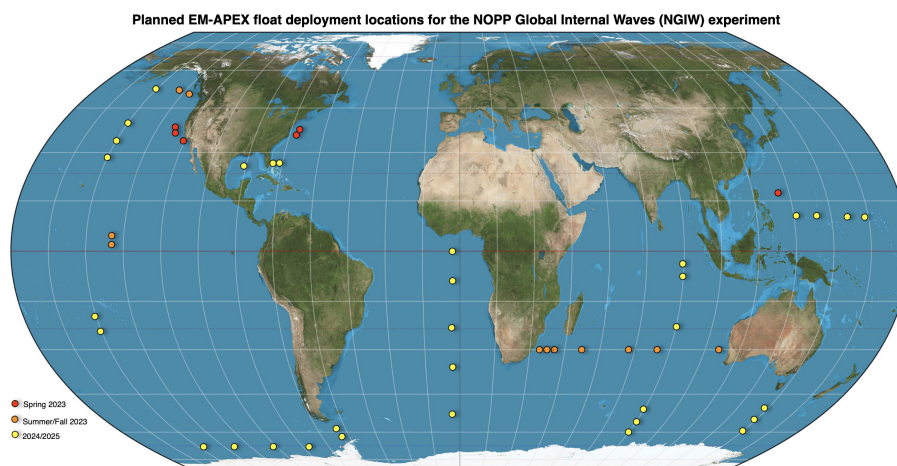 Planned EM-APEX float deployment locations for the NOPP Global Internal Waves (NGIW) experiment
Spring 2023
Summer/Fall 2023
2024/2025